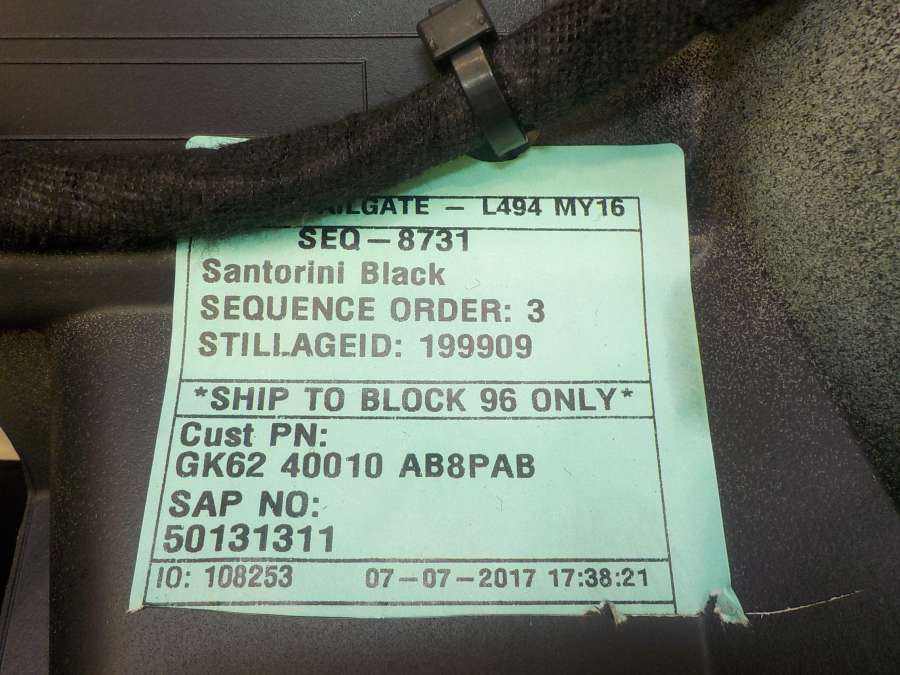 L494 MY16
SEQ-8731
Santorini Black
SEQUENCE ORDER: 3
STILLAGEID: 199909
*SHIP TO BLOCK 96 ONLY*
Cust PN:
GK62 40010 AB8PAB
SAP NO:
50131311
IO: 108253 07-07-2017 17:38:21